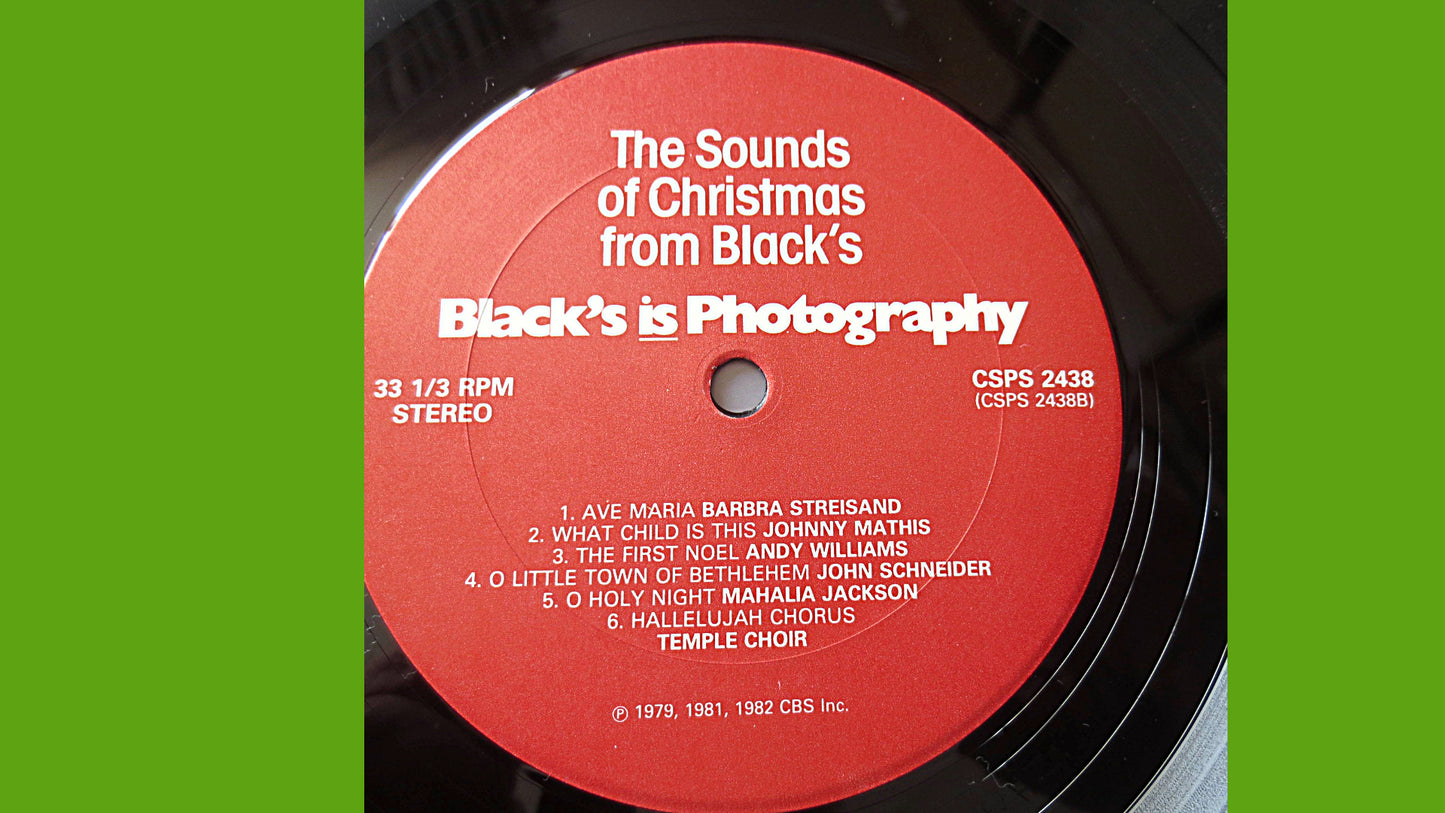 The Sounds
of Christmas
from Black's
Black's is Photography
33 1/3 RPM
STEREO
CSPS 2438
(CSPS 2438B)
1. AVE MARIA BARBRA STREISAND
2. WHAT CHILD IS THIS JOHNNY MATHIS
3. THE FIRST NOEL ANDY WILLIAMS
4. O LITTLE TOWN OF BETHLEHEM JOHN SCHNEIDER
5. O HOLY NIGHT MAHALIA JACKSON
6. HALLELUJAH CHORUS
TEMPLE CHOIR
℗ 1979, 1981, 1982 CBS Inc.